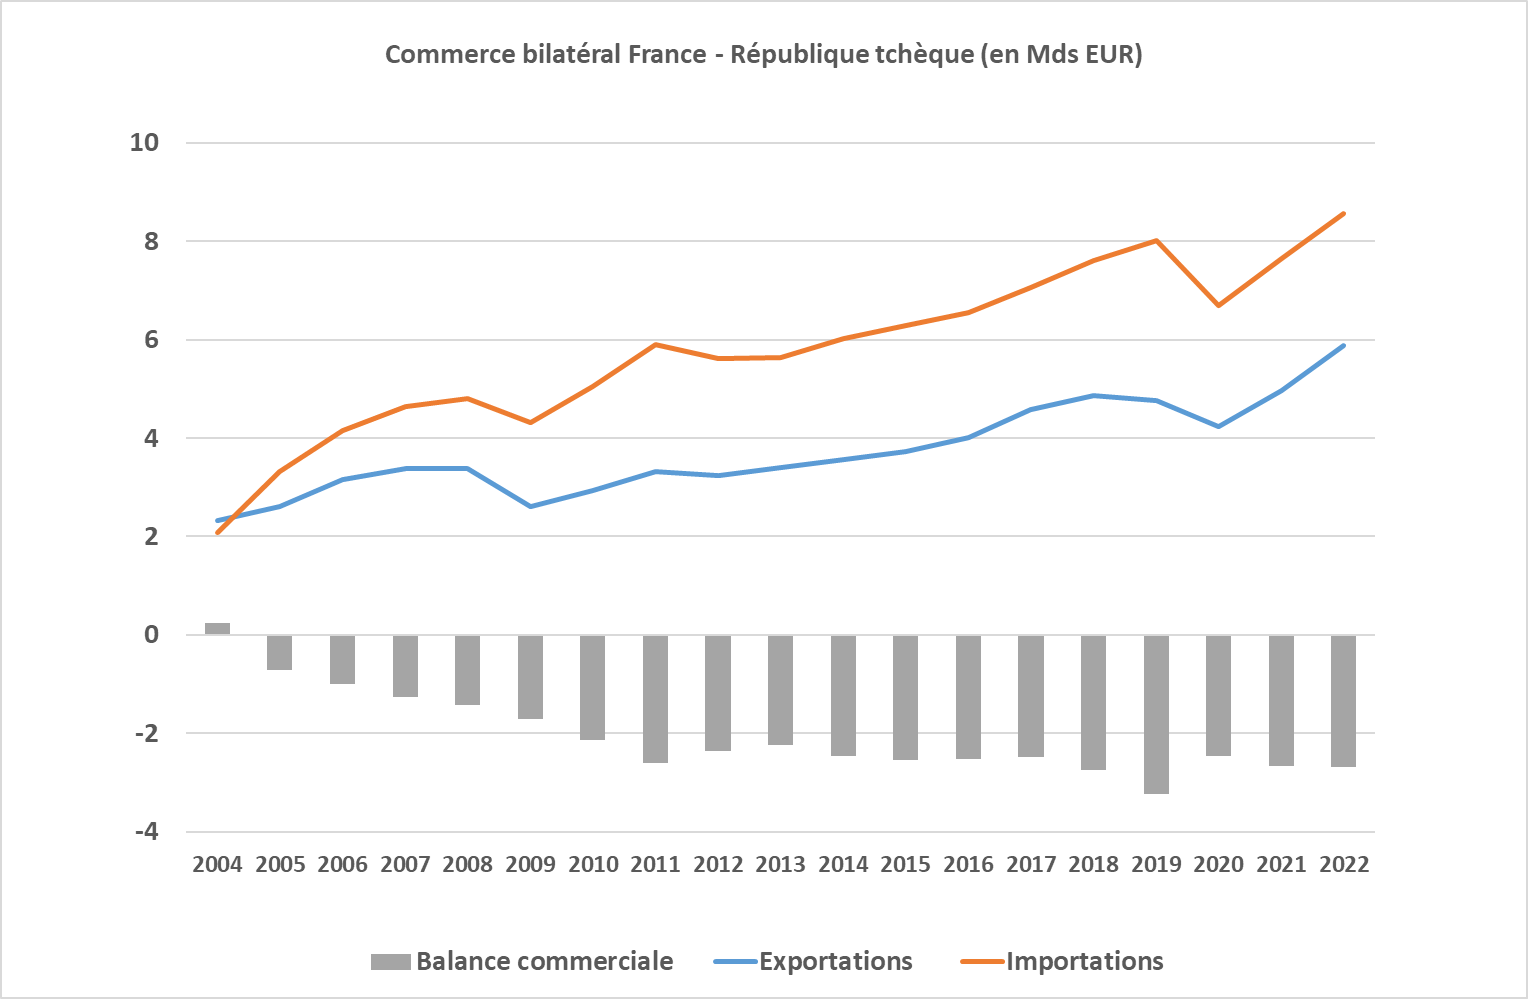 Commerce bilatéral France - République tchèque (en Mds EUR)
10
8
6
4
2
0
-2
-4
2004 2005 2006 2007 2008 2009 2010 2011 2012 2013 2014 2015 2016 2017 2018 2019 2020 2021 2022
Balance commerciale Exportations Importations